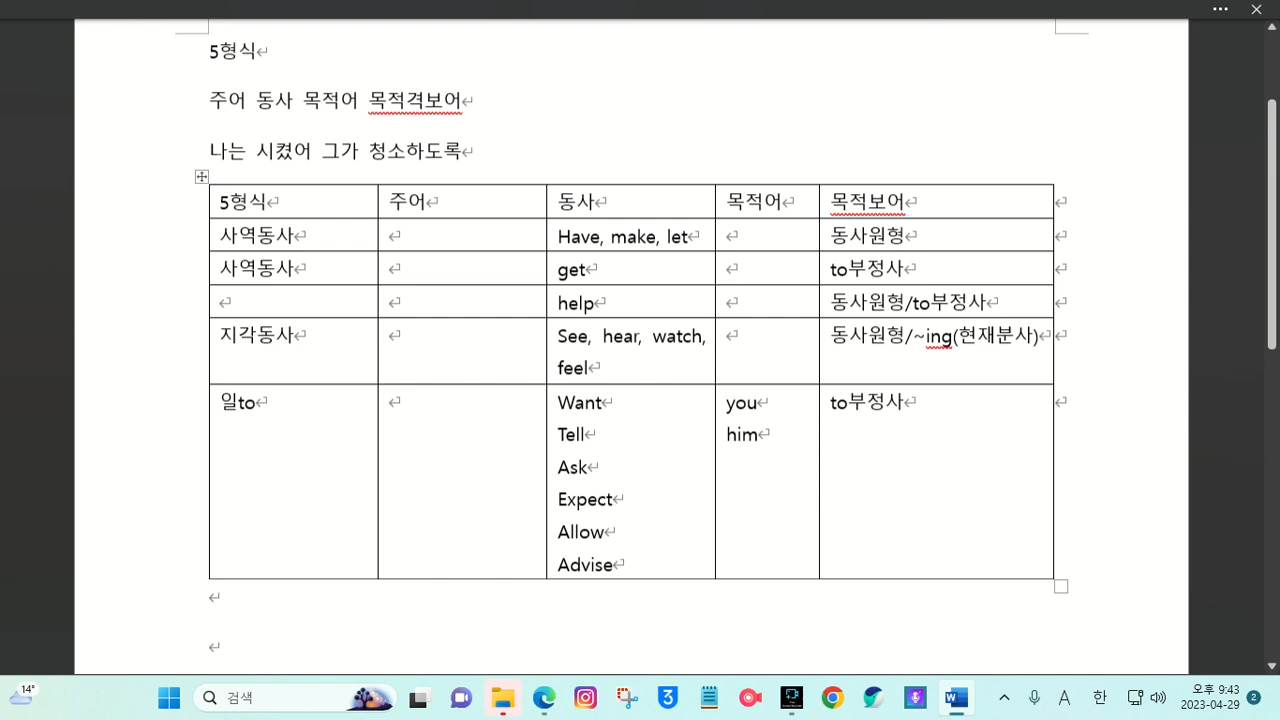 5형식
주어 동사 목적어 목적격보어
나는 시켰어 그가 청소하도록
5형식 주어 동사 목적어 목적보어
사역동사 Have, make, let 동사원형
사역동사 get to부정사
help 동사원형/to부정사
지각동사 See, hear, watch, 동사원형/~ing(현재분사)
feel
일to Want you to부정사
Tell him
Ask
Expect
Allow
Advise
14°
검색
A 한 오후 9:43
2023-04-29 2